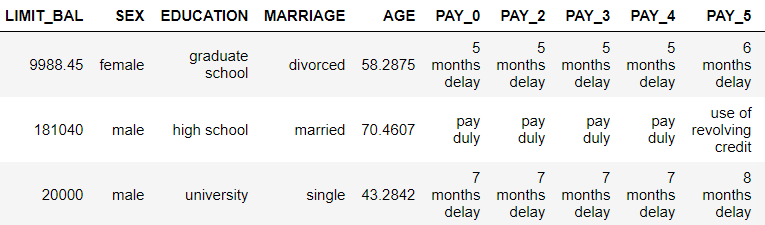 LIMIT_BAL SEX EDUCATION MARRIAGE AGE PAY_0 PAY_2 PAY_3 PAY_4 PAY_5
9988.45 female graduate school divorced 58.2875 5 months delay 5 months delay 5 months delay 5 months delay 6 months delay
181040 male high school married 70.4607 pay duly pay duly pay duly pay duly use of revolving credit
20000 male university single 43.2842 7 months delay 7 months delay 7 months delay 7 months delay 8 months delay